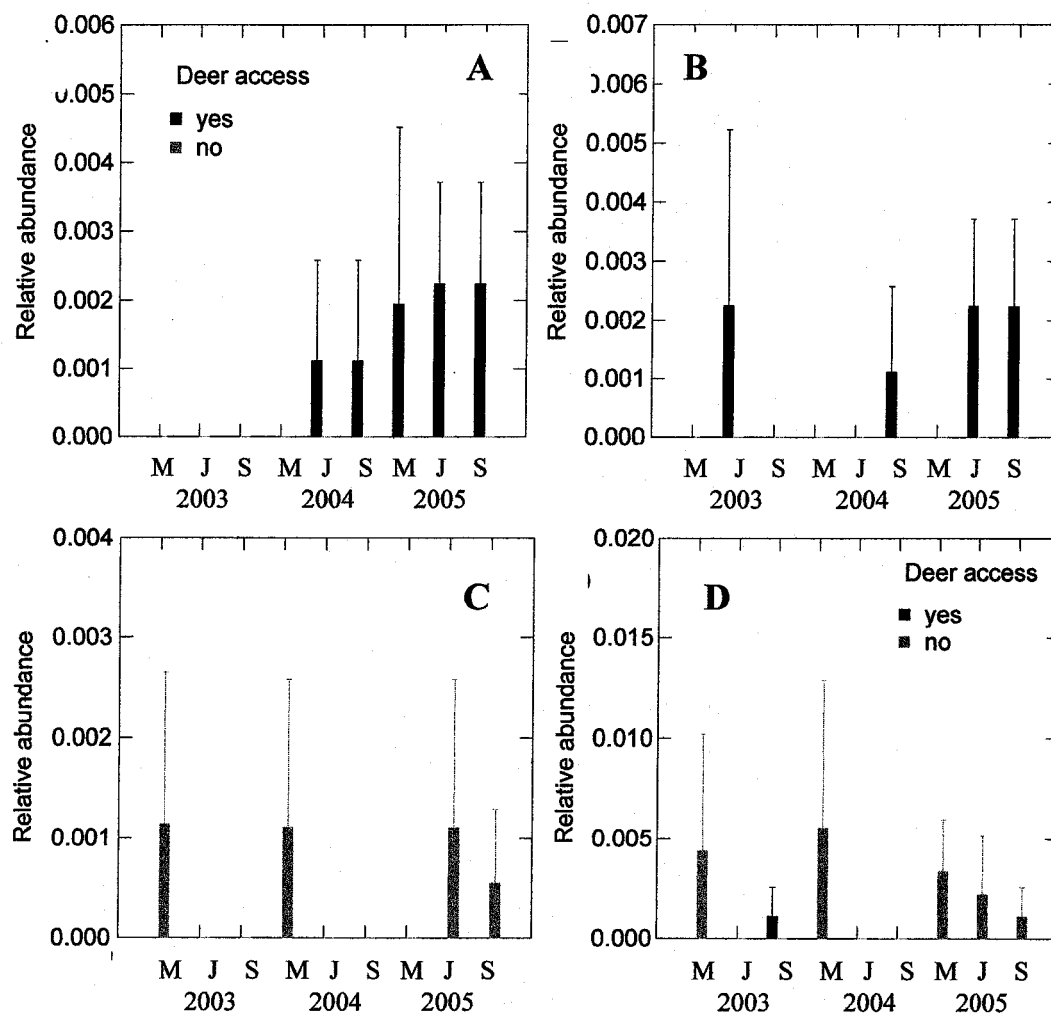 A
Deer access
yes
no
Relative abundance
0.006
0.005
0.004
0.003
0.002
0.001
0.000
M J S M J S M J S
2003 2004 2005
B
Relative abundance
0.007
0.006
0.005
0.004
0.003
0.002
0.001
0.000
M J S M J S M J S
2003 2004 2005
C
Relative abundance
0.004
0.003
0.002
0.001
0.000
M J S M J S M J S
2003 2004 2005
D
Deer access
yes
no
Relative abundance
0.020
0.015
0.010
0.005
0.000
M J S M J S M J S
2003 2004 2005